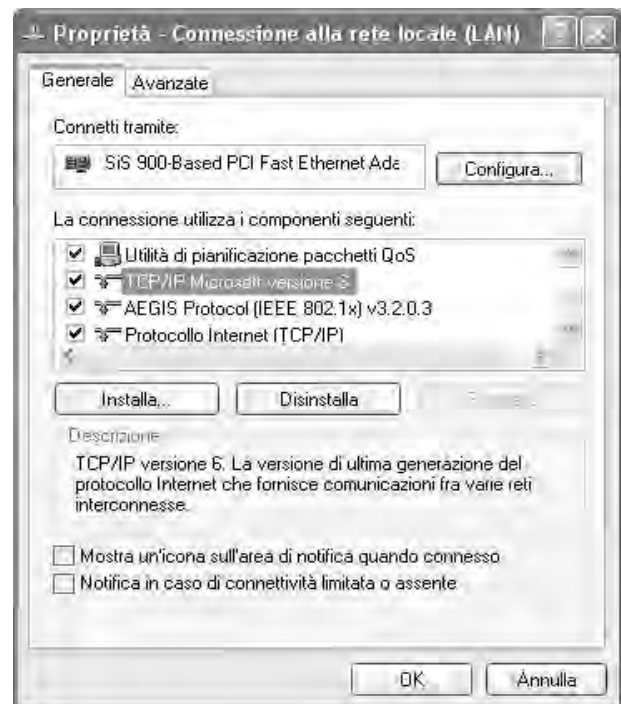 Proprietà - Connessione alla rete locale (LAN)
Generale Avanzate
Connetti tramite:
SiS 900-Based PCI Fast Ethernet Ada
Configura...
La connessione utilizza i componenti seguenti:
Utilità di pianificazione pacchetti QoS
TCP/IP Microsoft versione 6
AEGIS Protocol (IEEE 802.1x) v3.2.0.3
Protocollo Internet (TCP/IP)
Installa... Disinstalla
Descrizione
TCP/IP versione 6. La versione di ultima generazione del
protocollo Internet che fornisce comunicazioni fra varie reti
interconnesse.
Mostra un'icona sull'area di notifica quando connesso
Notifica in caso di connettività limitata o assente
OK Annulla